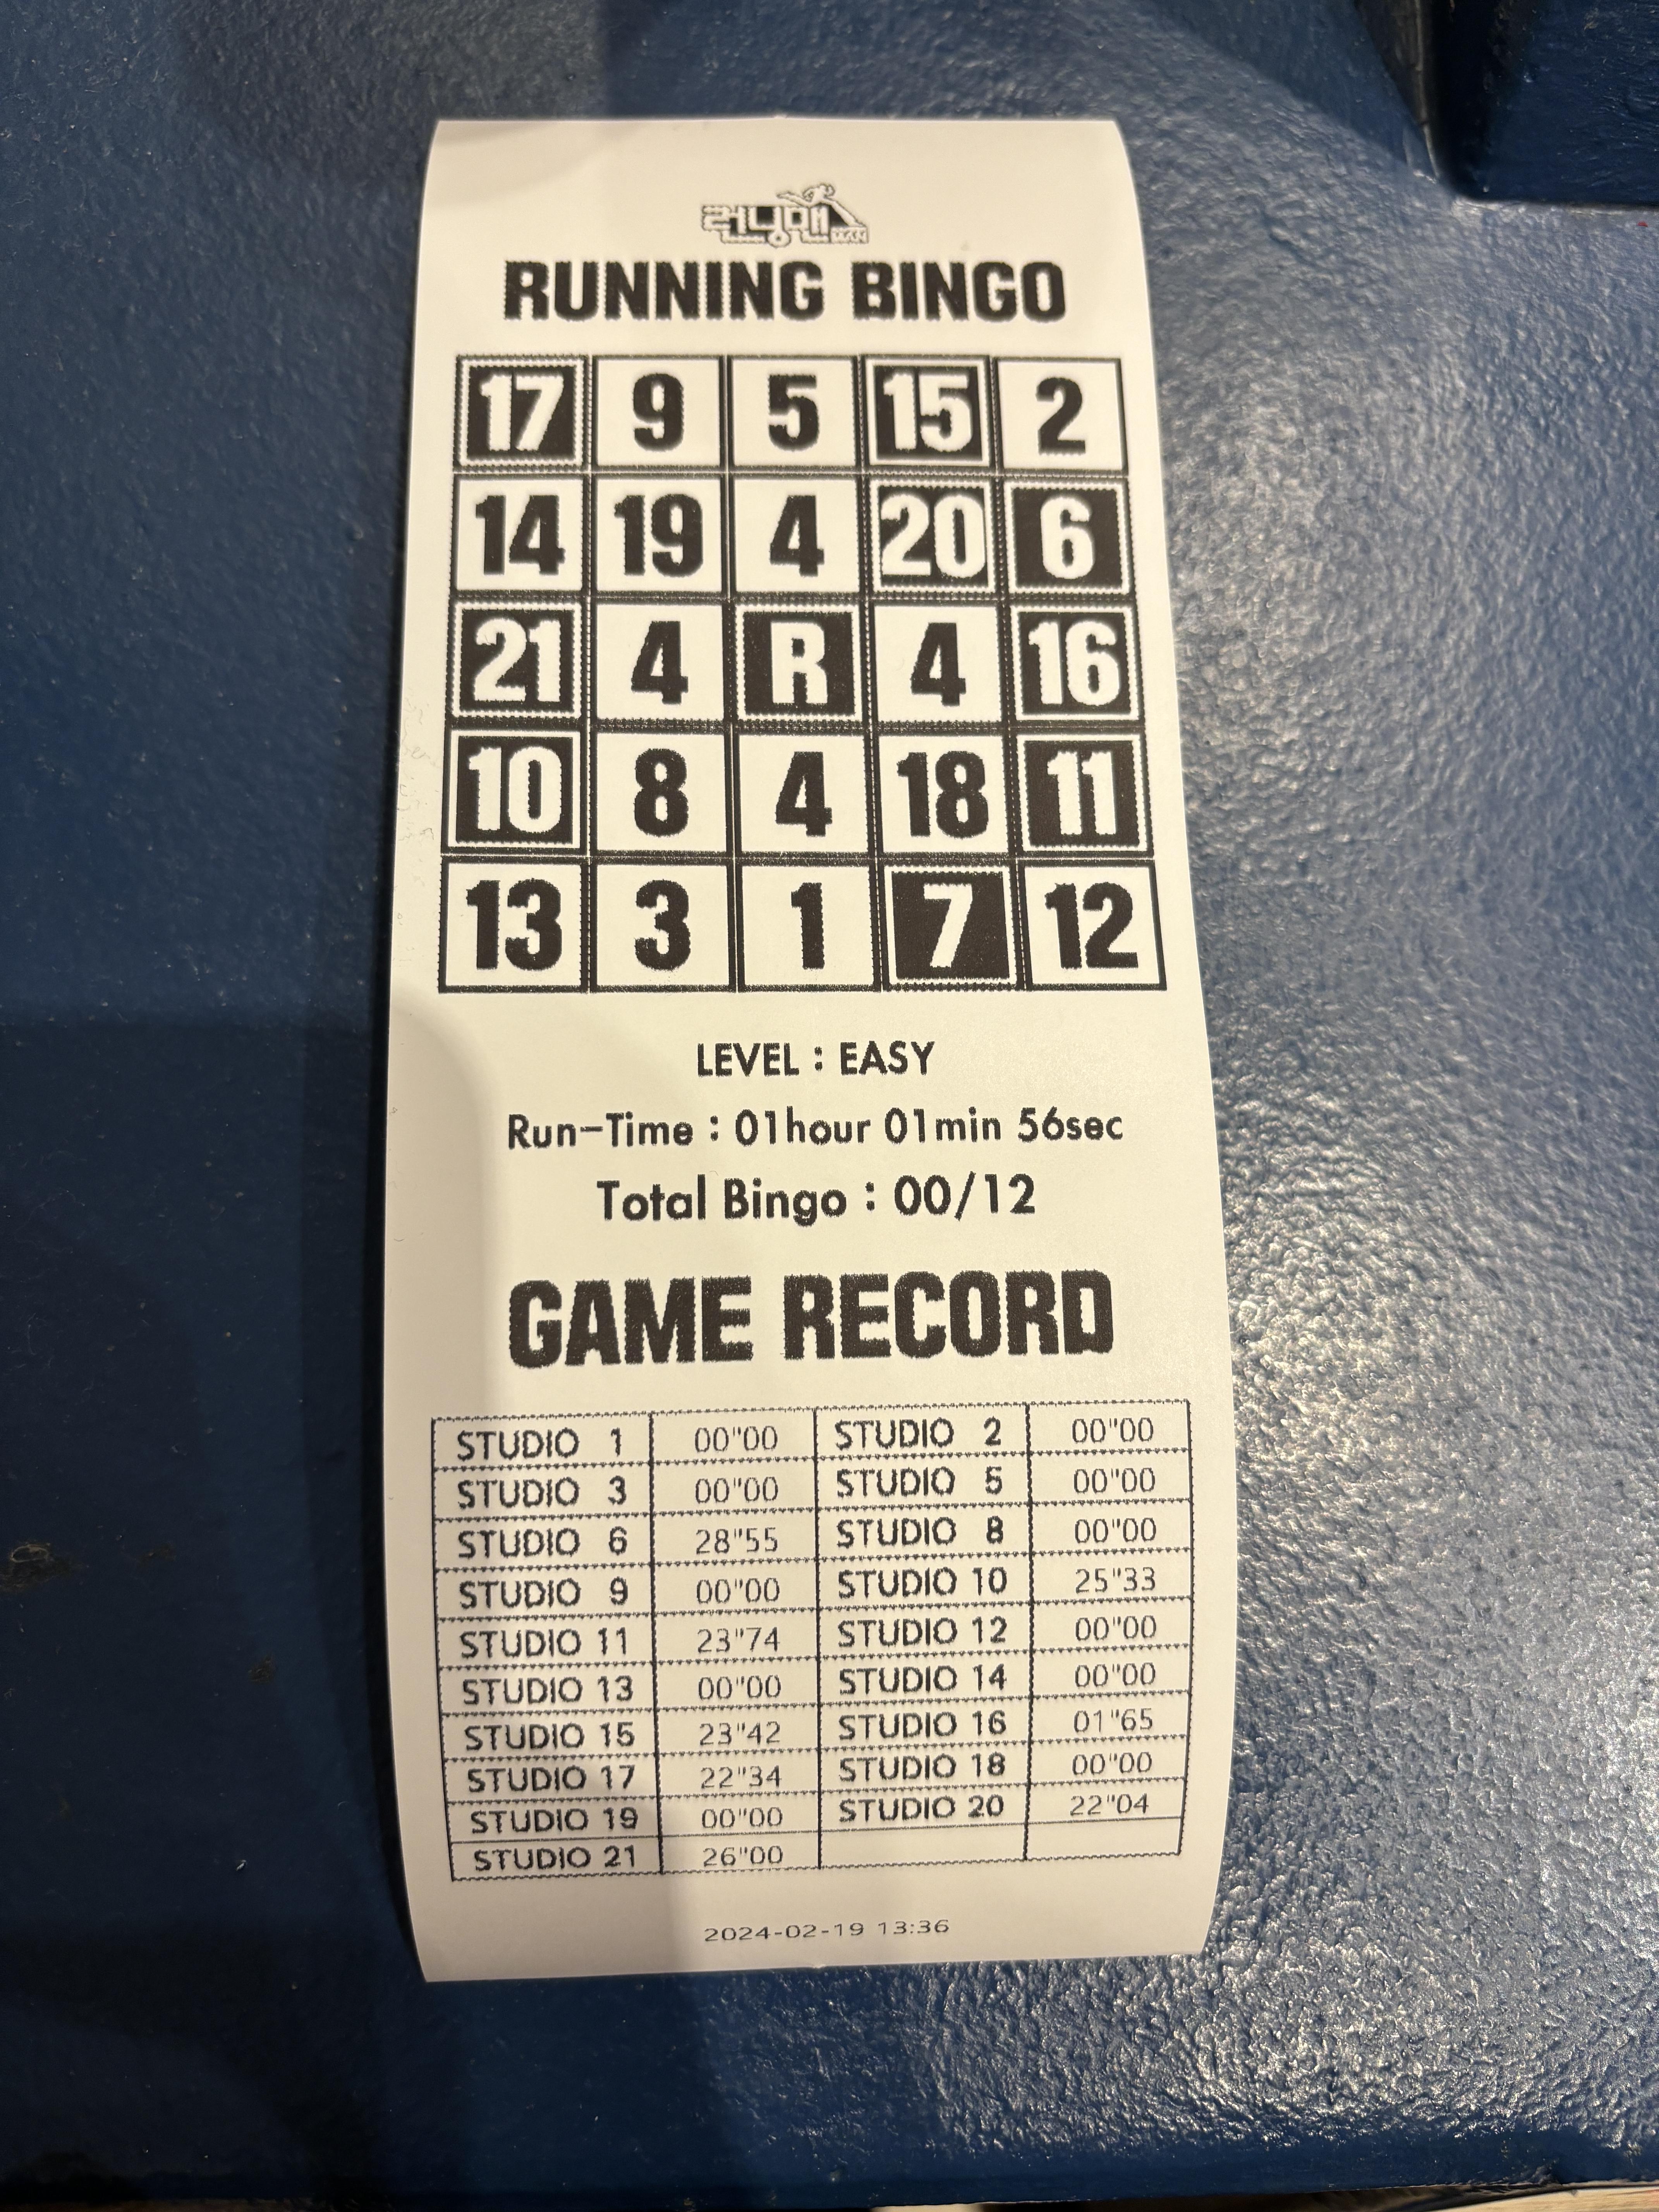 러닝맨
RUNNING BINGO
17 9 5 15 2
14 19 4 20 6
21 4 R 4 16
10 8 4 18 11
13 3 1 7 12
LEVEL : EASY
Run-Time : 01hour 01min 56sec
Total Bingo : 00/12
GAME RECORD
STUDIO 1 00"00 STUDIO 2 00"00
STUDIO 3 00"00 STUDIO 5 00"00
STUDIO 6 28"55 STUDIO 8 00"00
STUDIO 9 00"00 STUDIO 10 25"33
STUDIO 11 23"74 STUDIO 12 00"00
STUDIO 13 00"00 STUDIO 14 00"00
STUDIO 15 23"42 STUDIO 16 01"65
STUDIO 17 22"34 STUDIO 18 00"00
STUDIO 19 00"00 STUDIO 20 22"04
STUDIO 21 26"00
2024-02-19 13:36